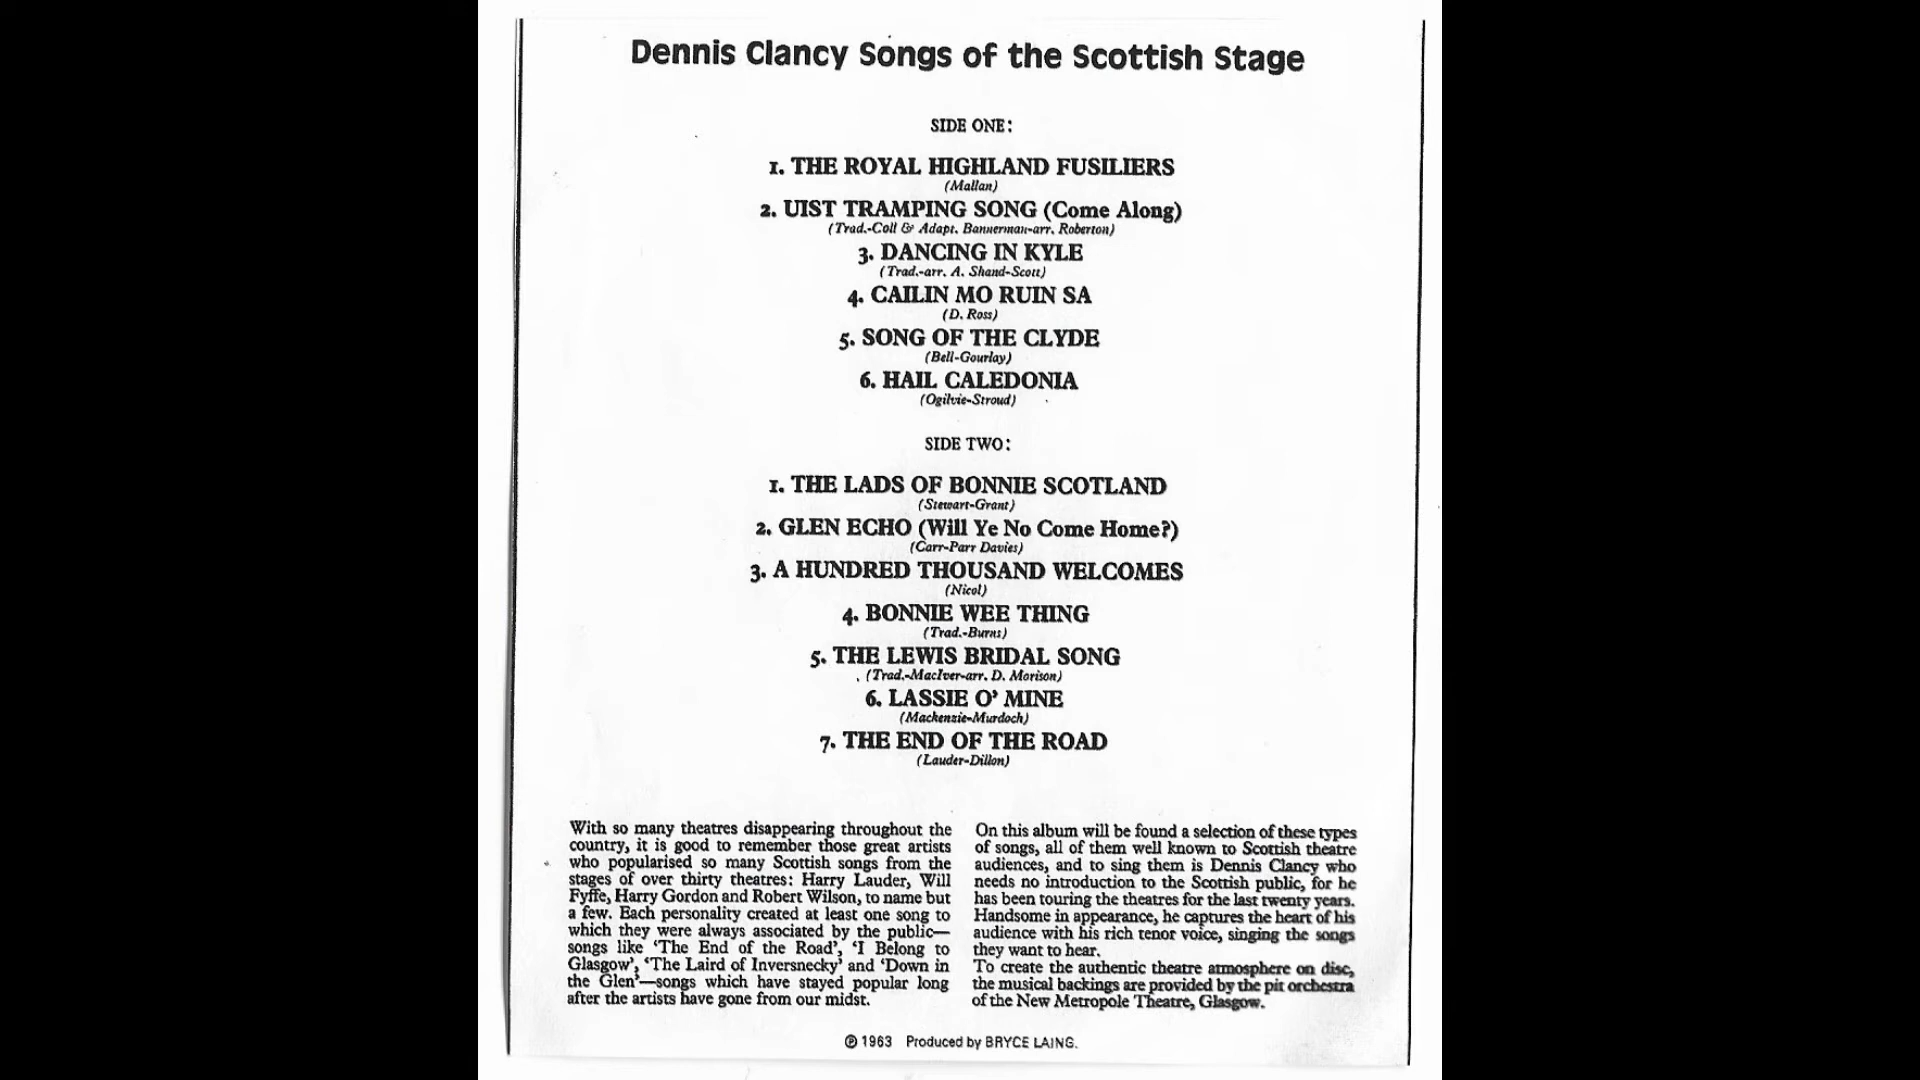 Dennis Clancy Songs of the Scottish Stage
SIDE ONE:
1. THE ROYAL HIGHLAND FUSILIERS
(Mallan)
2. UIST TRAMPING SONG (Come Along)
(Trad.-Coll & Adapt. Bannerman-arr. Roberton)
3. DANCING IN KYLE
(Trad.-arr. A. Shand-Scott)
4. CAILIN MO RUIN SA
(D. Ross)
5. SONG OF THE CLYDE
(Bell-Gourlay)
6. HAIL CALEDONIA
(Ogilvie-Stroud)
SIDE TWO:
1. THE LADS OF BONNIE SCOTLAND
(Stewart-Grant)
2. GLEN ECHO (Will Ye No Come Home?)
(Carr-Parr Davies)
3. A HUNDRED THOUSAND WELCOMES
(Nicol)
4. BONNIE WEE THING
(Trad.-Burns)
5. THE LEWIS BRIDAL SONG
(Trad.-MacIver-arr. D. Morison)
6. LASSIE O' MINE
(Mackenzie-Murdoch)
7. THE END OF THE ROAD
(Lauder-Dillon)
With so many theatres disappearing throughout the
country, it is good to remember those great artists
who popularised so many Scottish songs from the
stages of over thirty theatres: Harry Lauder, Will
Fyffe, Harry Gordon and Robert Wilson, to name but
a few. Each personality created at least one song to
which they were always associated by the public—
songs like 'The End of the Road', 'I Belong to
Glasgow', 'The Laird of Inversnecky' and 'Down in
the Glen'—songs which have stayed popular long
after the artists have gone from our midst.
On this album will be found a selection of these types
of songs, all of them well known to Scottish theatre
audiences, and to sing them is Dennis Clancy who
needs no introduction to the Scottish public, for he
has been touring the theatres for the last twenty years.
Handsome in appearance, he captures the heart of his
audience with his rich tenor voice, singing the songs
they want to hear.
To create the authentic theatre atmosphere on disc,
the musical backings are provided by the pit orchestra
of the New Metropole Theatre, Glasgow.
℗ 1963 Produced by BRYCE LAING.